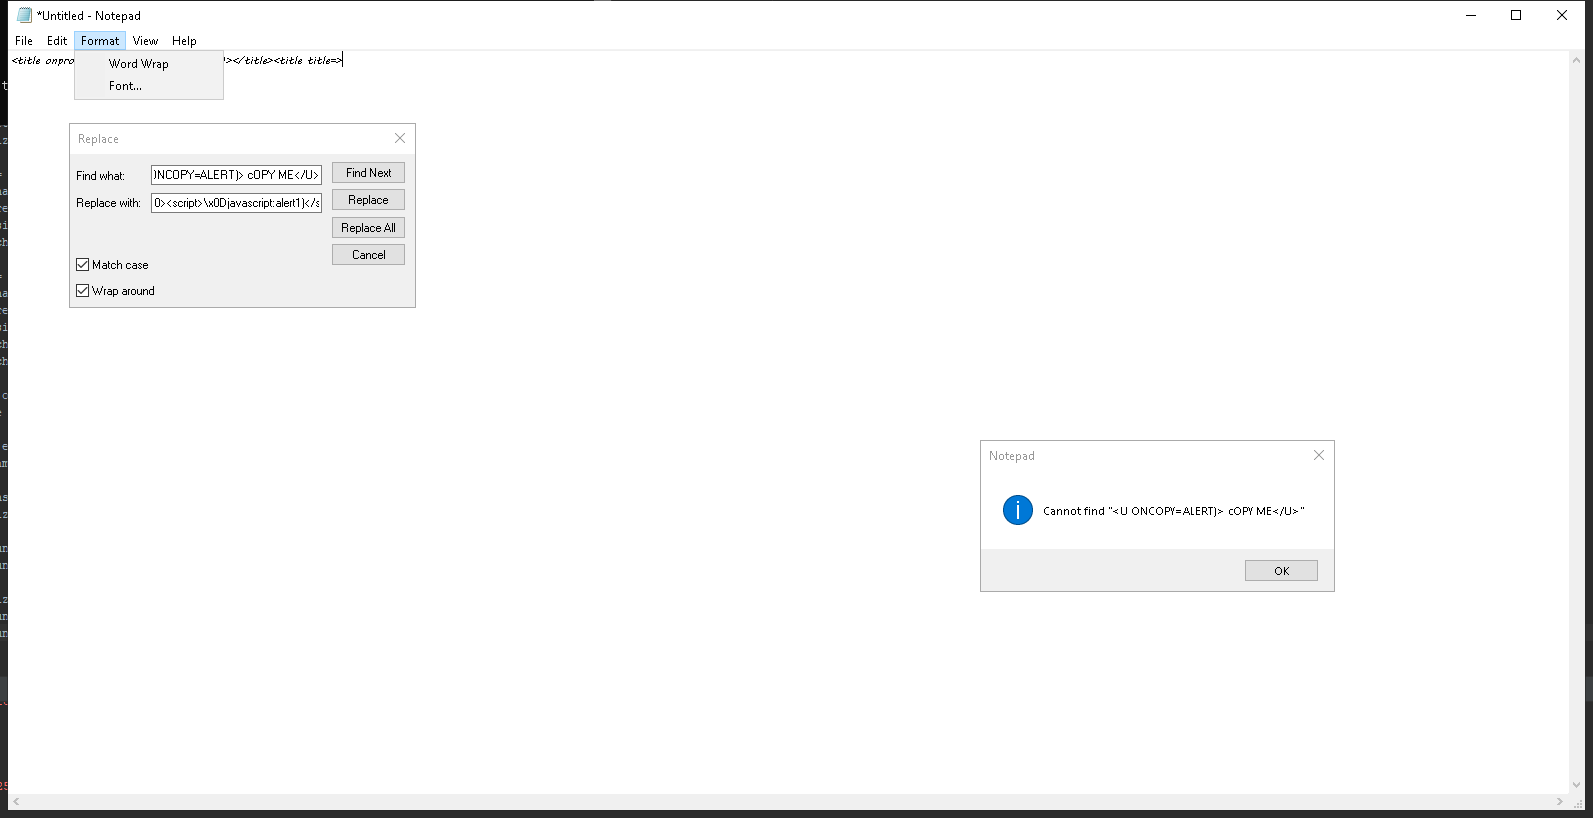 *Untitled - Notepad
File Edit Format View Help
<title onpro ></title><title title=>
Word Wrap
Font...
Replace
Find what: ONCOPY=ALERT)> cOPY ME</U> Find Next
Replace with: 0><script>\x0Djavascript:alert1)</s Replace
Replace All
Cancel
Match case
Wrap around
Notepad
Cannot find "<U ONCOPY=ALERT)> cOPY ME</U>"
OK